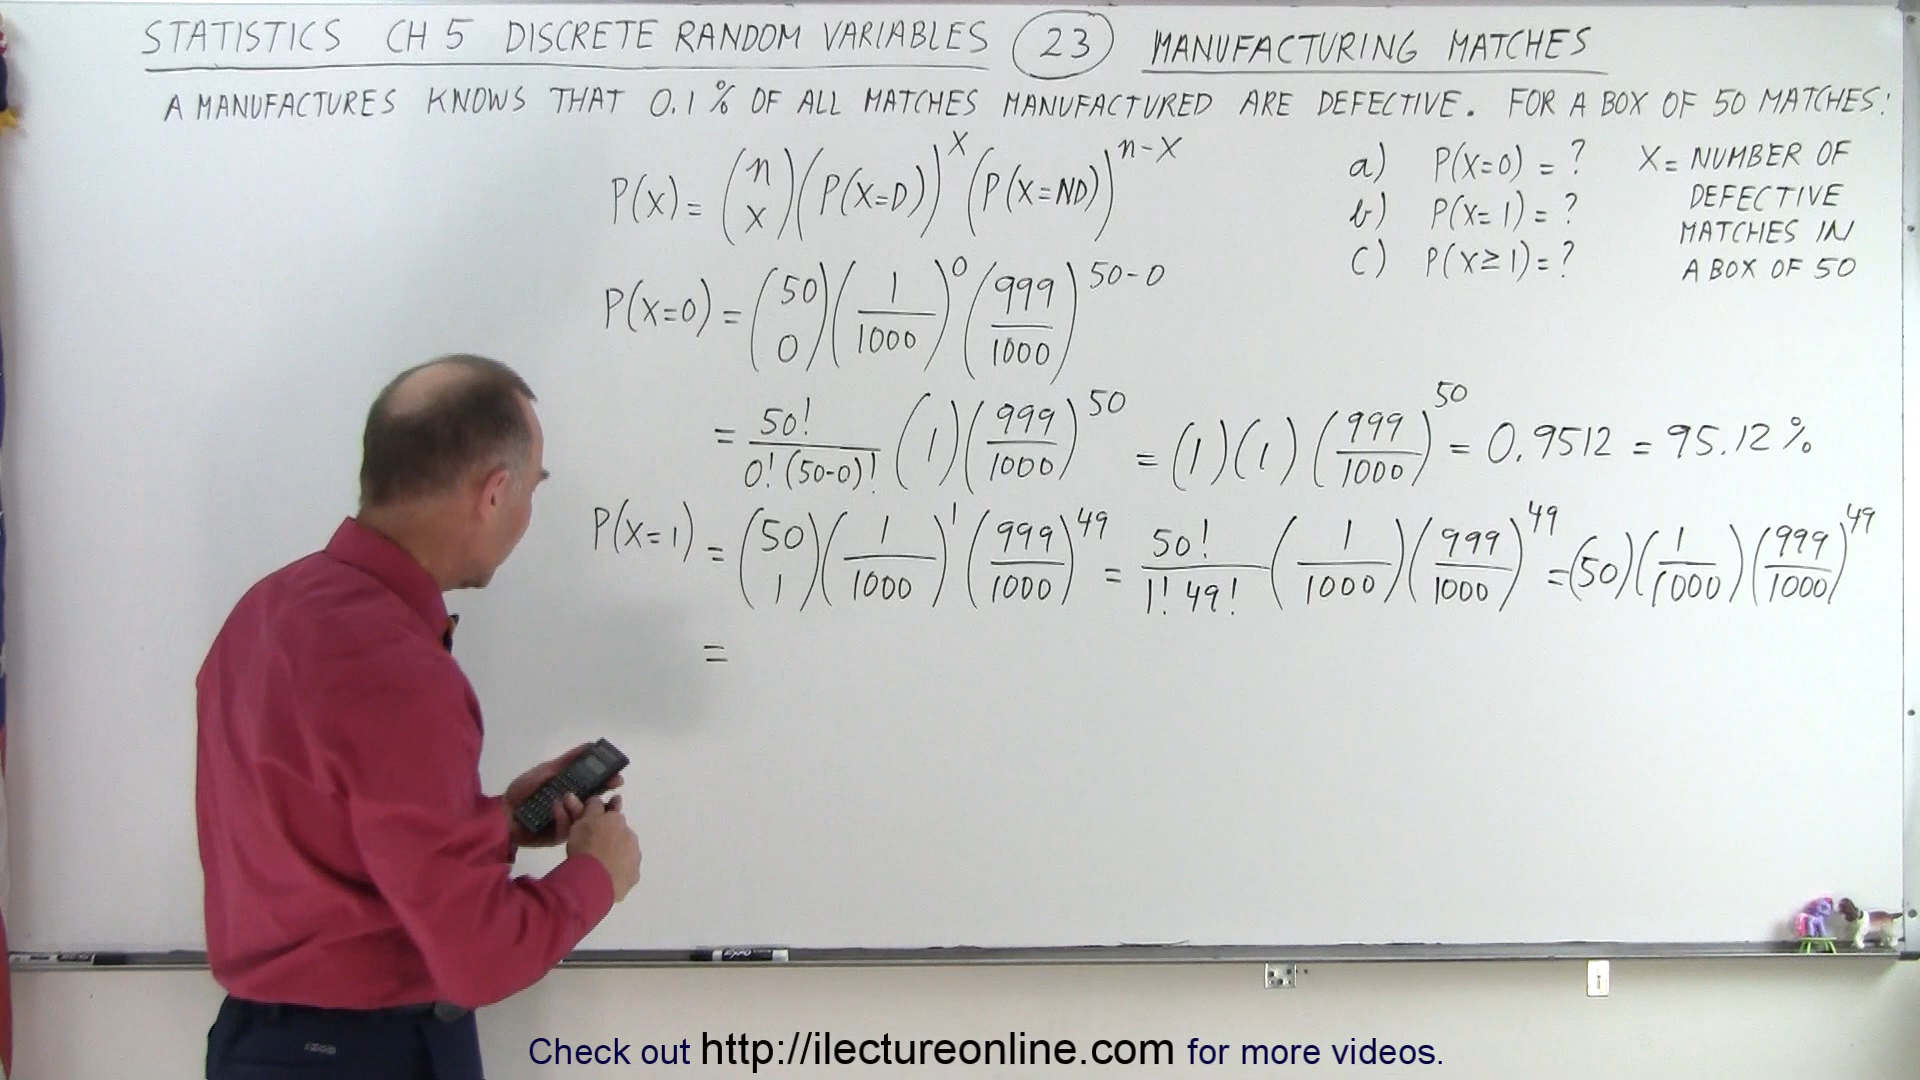 STATISTICS CH 5 DISCRETE RANDOM VARIABLES 23 MANUFACTURING MATCHES
A MANUFACTURES KNOWS THAT 0.1% OF ALL MATCHES MANUFACTURED ARE DEFECTIVE. FOR A BOX OF 50 MATCHES:
P(X) = (n X)(P(X=D))^X (P(X=ND))^n-X
a) P(X=0) = ?
b) P(X=1) = ?
c) P(X≥1) = ?
X = NUMBER OF
DEFECTIVE
MATCHES IN
A BOX OF 50
P(X=0) = (50 0)(1/1000)^0 (999/1000)^50-0
= 50!/0!(50-0)! (1)(999/1000)^50 = (1)(1)(999/1000)^50 = 0.9512 = 95.12%
P(X=1) = (50 1)(1/1000)^1 (999/1000)^49 = 50!/1! 49! (1/1000)(999/1000)^49 = (50)(1/1000)(999/1000)^49
=
Check out http://ilectureonline.com for more videos.